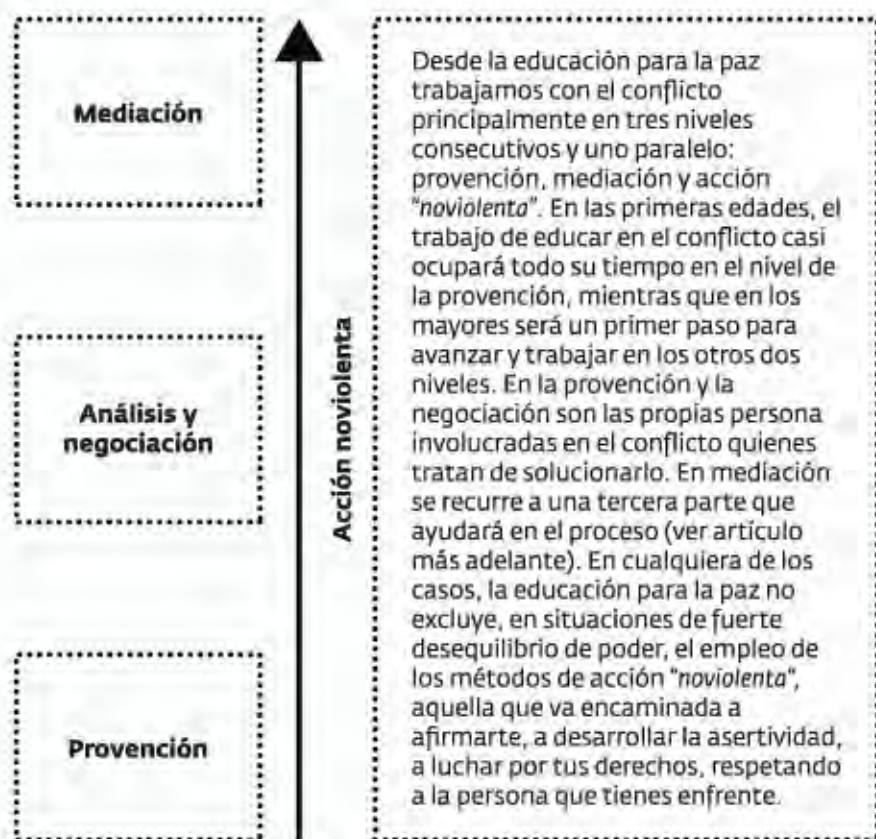 Mediación
Análisis y
negociación
Provención
Acción noviolenta
Desde la educación para la paz
trabajamos con el conflicto
principalmente en tres niveles
consecutivos y uno paralelo:
provención, mediación y acción
"noviolenta". En las primeras edades, el
trabajo de educar en el conflicto casi
ocupará todo su tiempo en el nivel de
la provención, mientras que en los
mayores será un primer paso para
avanzar y trabajar en los otros dos
niveles. En la provención y la
negociación son las propias persona
involucradas en el conflicto quienes
tratan de solucionarlo. En mediación
se recurre a una tercera parte que
ayudará en el proceso (ver artículo
más adelante). En cualquiera de los
casos, la educación para la paz no
excluye, en situaciones de fuerte
desequilibrio de poder, el empleo de
los métodos de acción "noviolenta",
aquella que va encaminada a
afirmarte, a desarrollar la asertividad,
a luchar por tus derechos, respetando
a la persona que tienes enfrente.